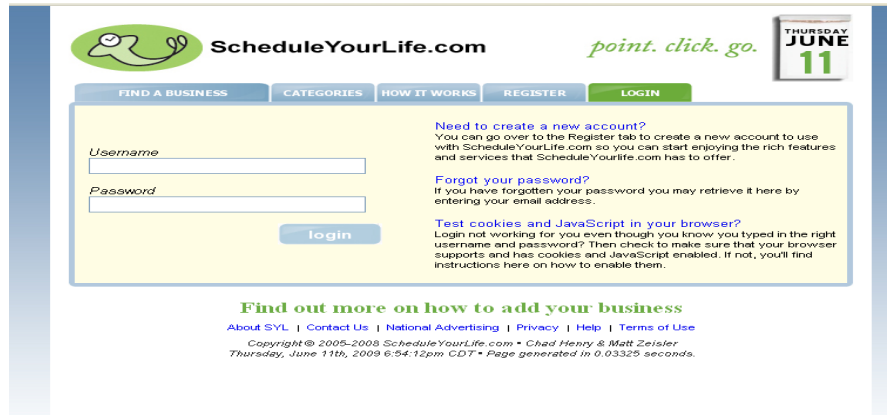 ScheduleYourLife.com
point. click. go.
THURSDAY
JUNE
11
FIND A BUSINESS
CATEGORIES
HOW IT WORKS
REGISTER
LOGIN
Username
Password
login
Need to create a new account?
You can go over to the Register tab to create a new account to use
with ScheduleYourLife.com so you can start enjoying the rich features
and services that ScheduleYourlife.com has to offer.
Forgot your password?
If you have forgotten your password you may retrieve it here by
entering your email address.
Test cookies and JavaScript in your browser?
Login not working for you even though you know you typed in the right
username and password? Then check to make sure that your browser
supports and has cookies and JavaScript enabled. If not, you'll find
instructions here on how to enable them.
Find out more on how to add your business
About SYL | Contact Us | National Advertising | Privacy | Help | Terms of Use
Copyright © 2005-2008 ScheduleYourLife.com • Chad Henry & Matt Zeisler
Thursday, June 11th, 2009 6:54:12pm CDT • Page generated in 0.03325 seconds.